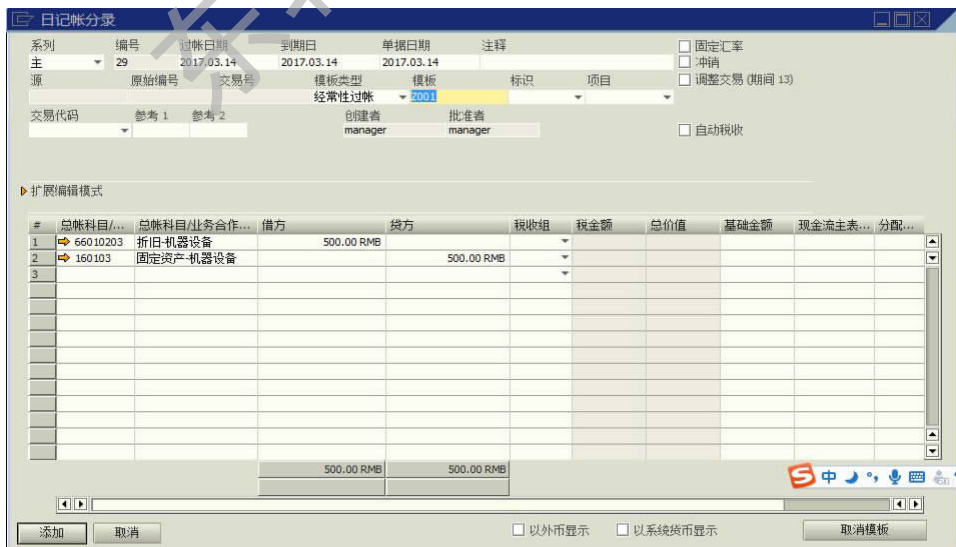 日记帐分录
系列 编号 过帐日期 到期日 单据日期 注释 固定汇率
主 29 2017.03.14 2017.03.14 2017.03.14 冲销
源 原始编号 交易号 模板类型 模板 标识 项目 调整交易 (期间 13)
经常性过帐 Z001
交易代码 参考 1 参考 2 创建者 批准者
manager manager 自动税收
扩展编辑模式
# 总帐科目/... 总帐科目/业务合作... 借方 贷方 税收组 税金额 总价值 基础金额 现金流主表... 分配...
1 66010203 折旧-机器设备 500.00 RMB
2 160103 固定资产-机器设备 500.00 RMB
3
500.00 RMB 500.00 RMB
中
添加 取消 以外币显示 以系统货币显示 取消模板